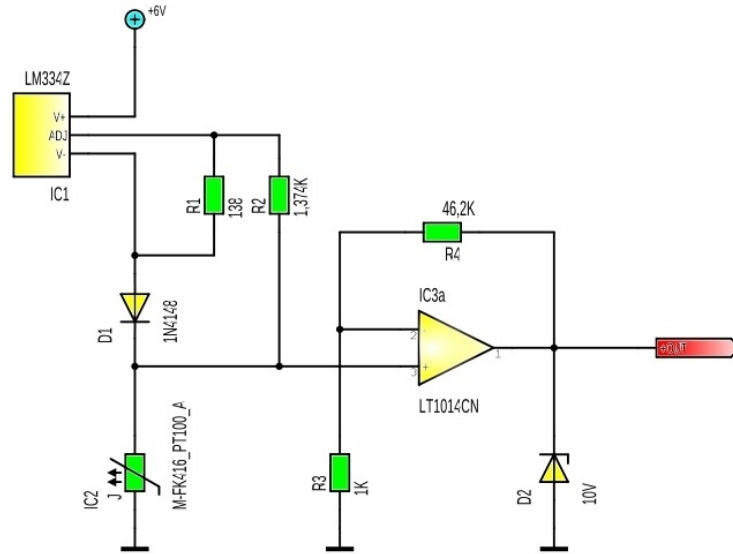 +6V
LM334Z
V+
ADJ
V-
IC1
R1
138
R2
1,374K
46,2K
R4
IC3a
2
-
3
+
1
LT1014CN
D1
1N4148
IC2
J
M-FK416_PT100_A
R3
1K
D2
10V